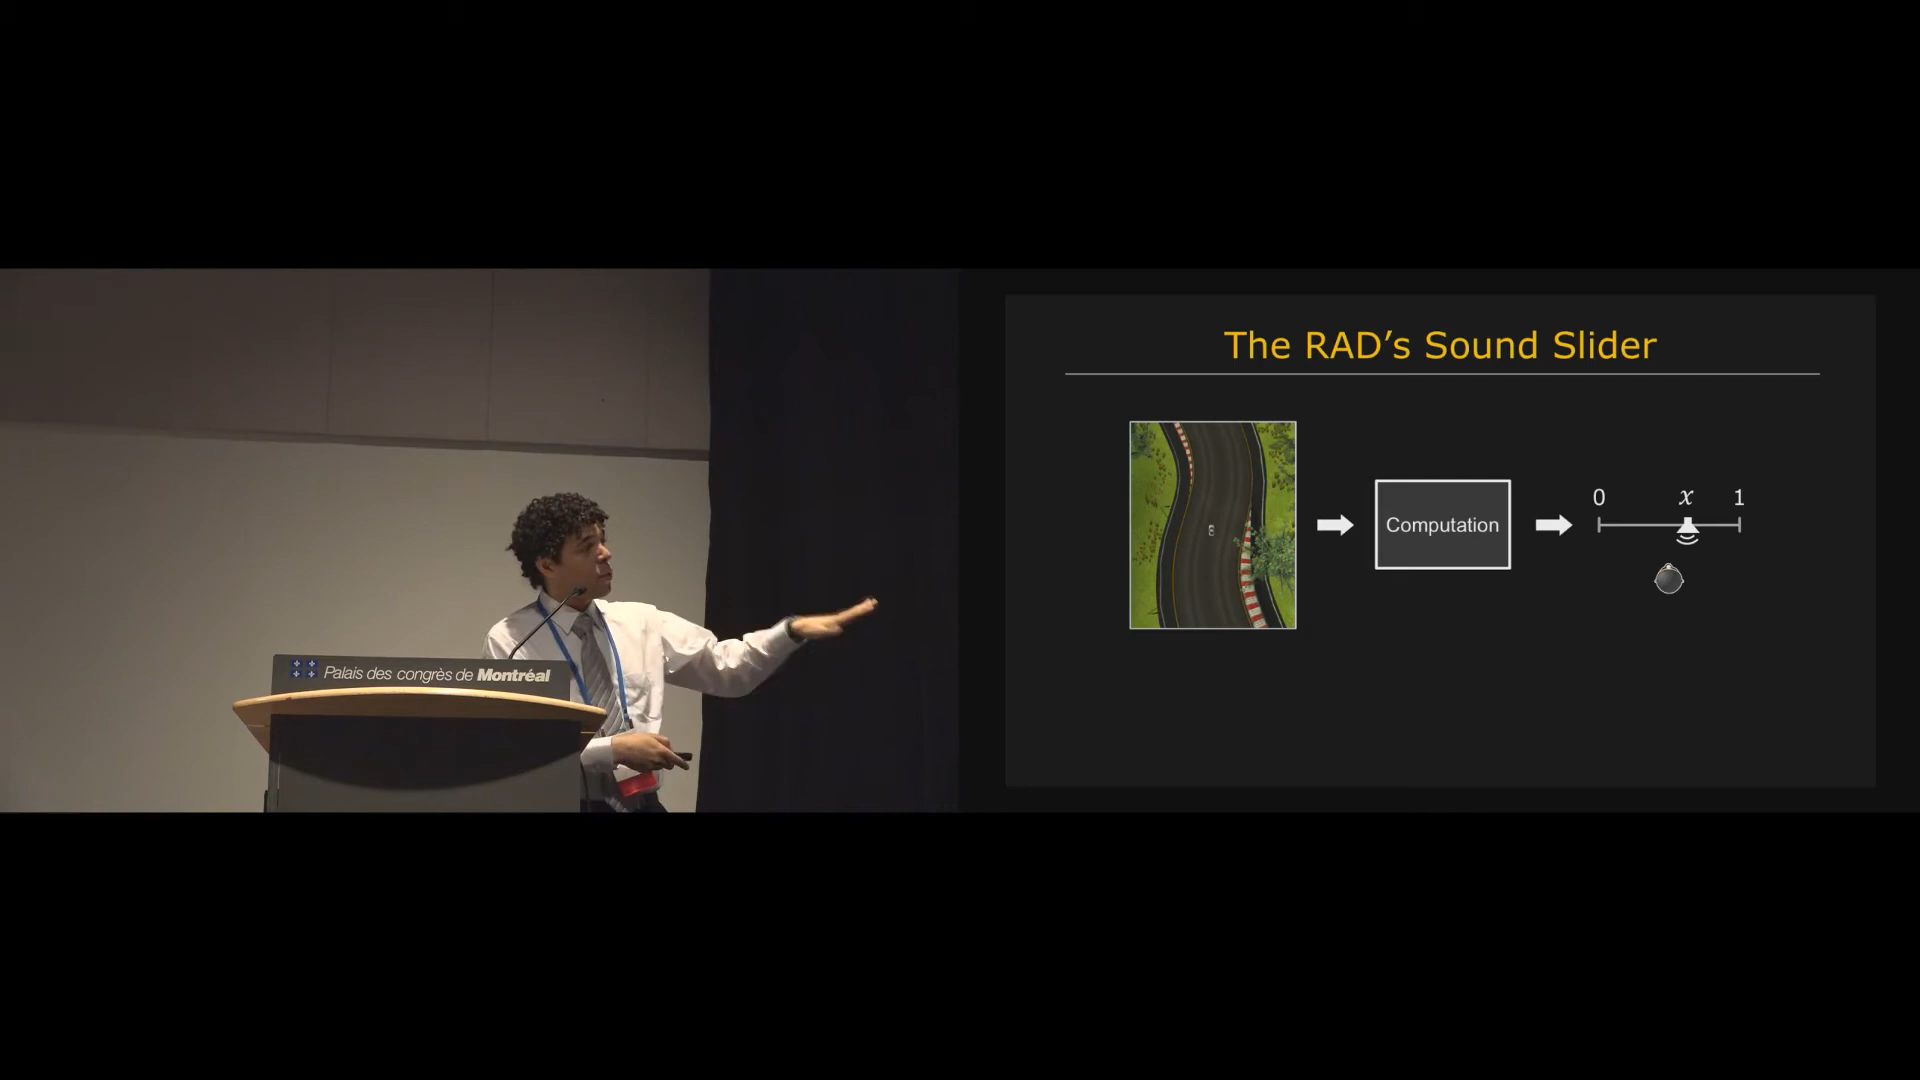 Palais des congrès de Montréal
The RAD’s Sound Slider
Computation
0 x 1